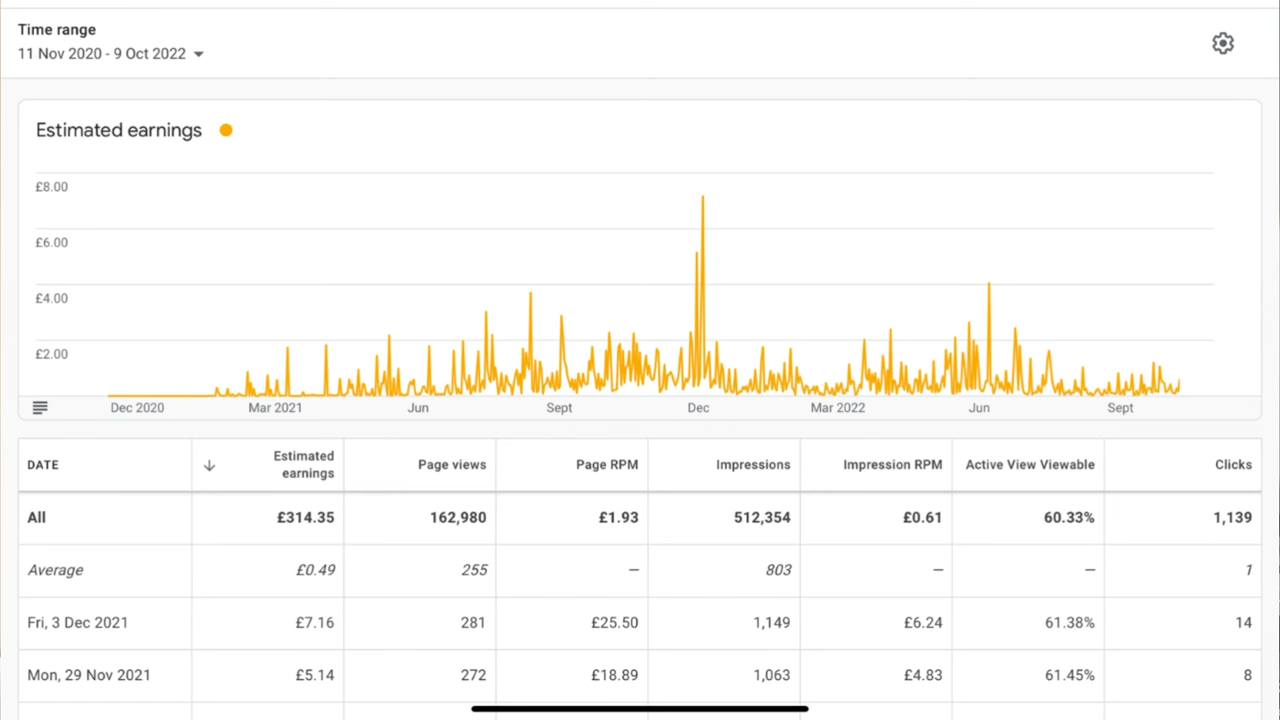 Time range
11 Nov 2020 - 9 Oct 2022
Estimated earnings
£8.00
£6.00
£4.00
£2.00
Dec 2020 Mar 2021 Jun Sept Dec Mar 2022 Jun Sept
DATE Estimated earnings Page views Page RPM Impressions Impression RPM Active View Viewable Clicks
All £314.35 162,980 £1.93 512,354 £0.61 60.33% 1,139
Average £0.49 255 — 803 — — 1
Fri, 3 Dec 2021 £7.16 281 £25.50 1,149 £6.24 61.38% 14
Mon, 29 Nov 2021 £5.14 272 £18.89 1,063 £4.83 61.45% 8